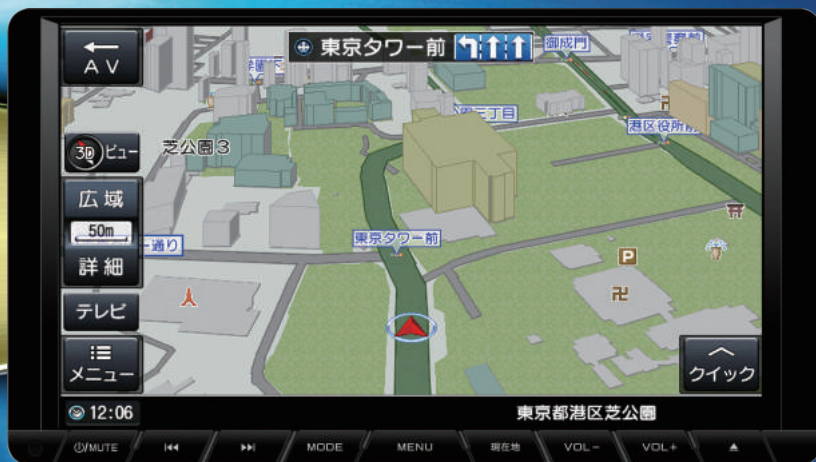 AV
東京タワー前
御成門
三丁目
港区役所前
3D ビュー
芝公園3
広域
50m
詳細
ー通り
東京タワー前
P
テレビ
メニュー
クイック
12:06
東京都港区芝公園
/MUTE
MODE
MENU
現在地
VOL−
VOL+